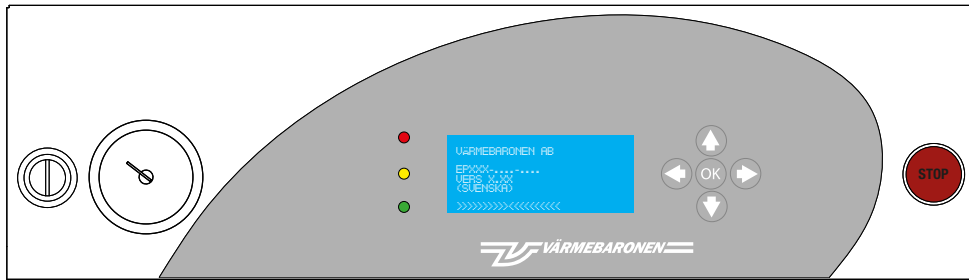 VÄRMEBARONEN AB
EPXXX-....-....
VERS X.XX
(SVENSKA)
>>>>>>>>>><<<<<<<<<<
OK
STOP
VÄRMEBARONEN